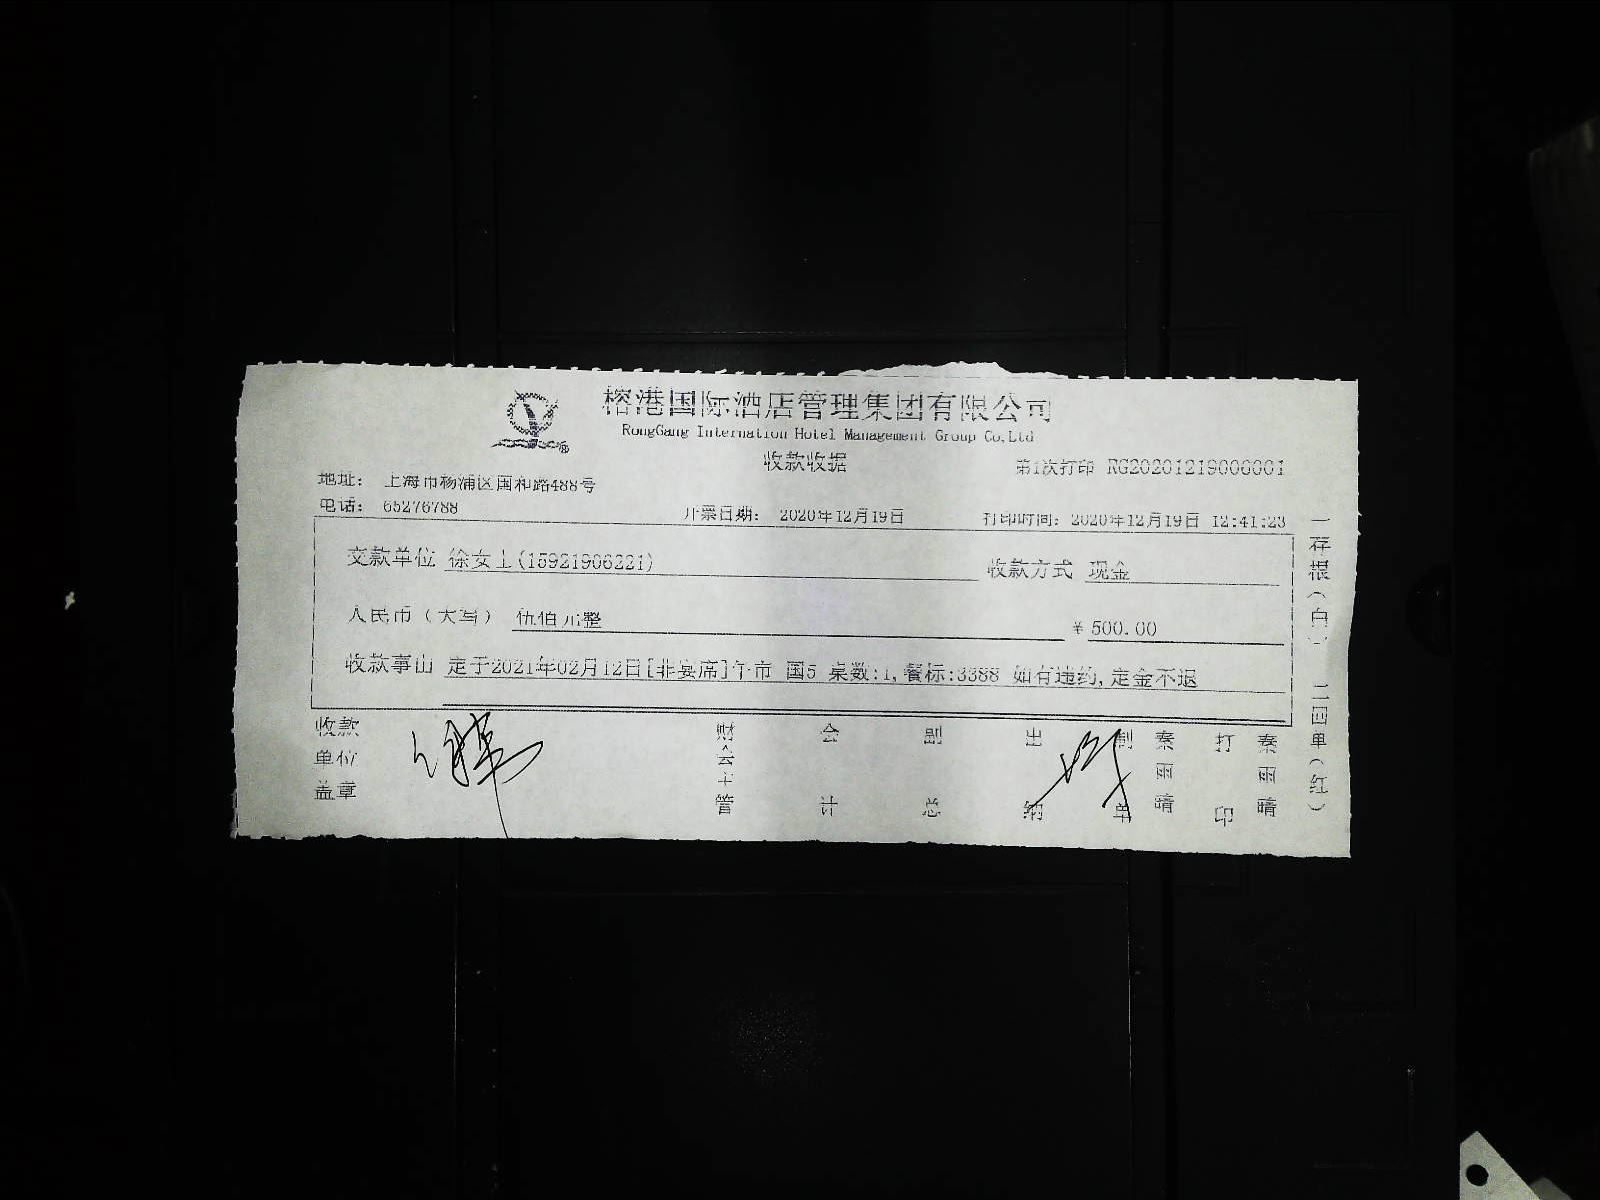 榕港国际酒店管理集团有限公司
RongGang Internation Hotel Management Group Co,Ltd
收款收据
第1次打印 RG20201219006001
地址： 上海市杨浦区国和路488号
电话： 65276788
开票日期： 2020年12月19日
打印时间：2020年12月19日 12:41:23
交款单位 徐女士(15921906221)
收款方式 现金
人民币（大写） 伍佰元整
¥ 500.00
收款事由 定于2021年02月12日[非宴席]午市 国5 桌数:1,餐标:3388 如有违约,定金不退
收款单位盖章
财会主管
会计
副总
出纳
制单
秦雨晴
打印
秦雨晴
一存根(白) 二回单(红)